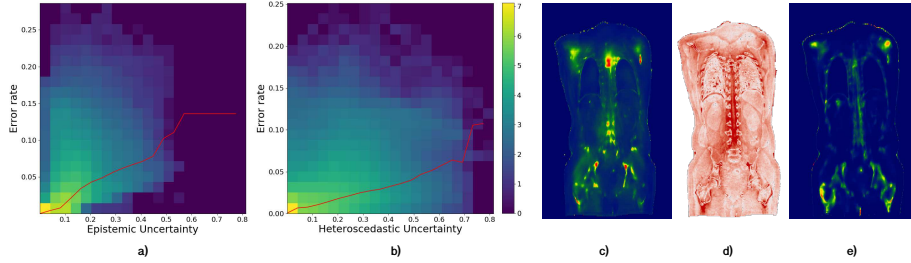 0.25
0.20
0.15
0.10
0.05
Error rate
0.1 0.2 0.3 0.4 0.5 0.6 0.7 0.8
Epistemic Uncertainty
a)
0.25
0.20
0.15
0.10
0.05
Error rate
0.1 0.2 0.3 0.4 0.5 0.6 0.7 0.8
Heteroscedastic Uncertainty
b)
7
6
5
4
3
2
1
0
c)
d)
e)